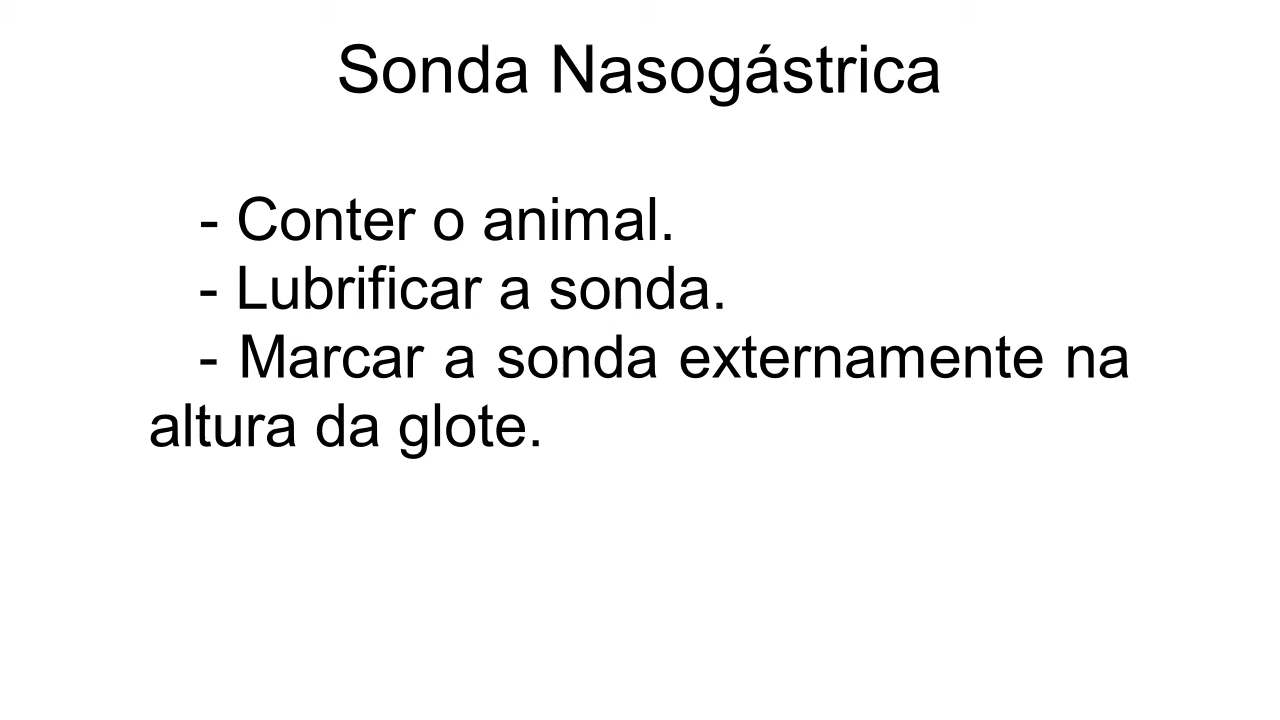 Sonda Nasogástrica
- Conter o animal.
- Lubrificar a sonda.
- Marcar a sonda externamente na
altura da glote.